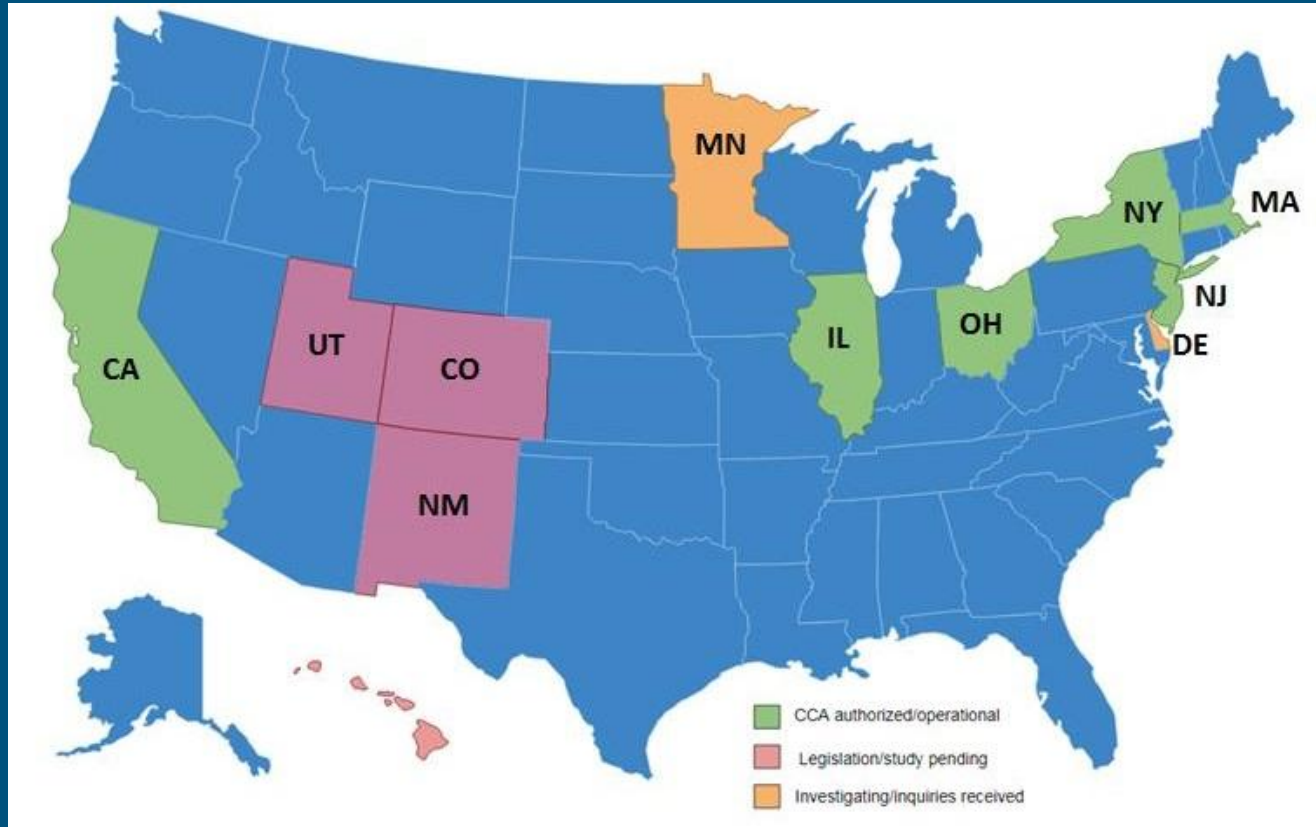 MN
NY
MA
NJ
DE
IL
OH
UT
CO
CA
NM
CCA authorized/operational
Legislation/study pending
Investigating/inquiries received